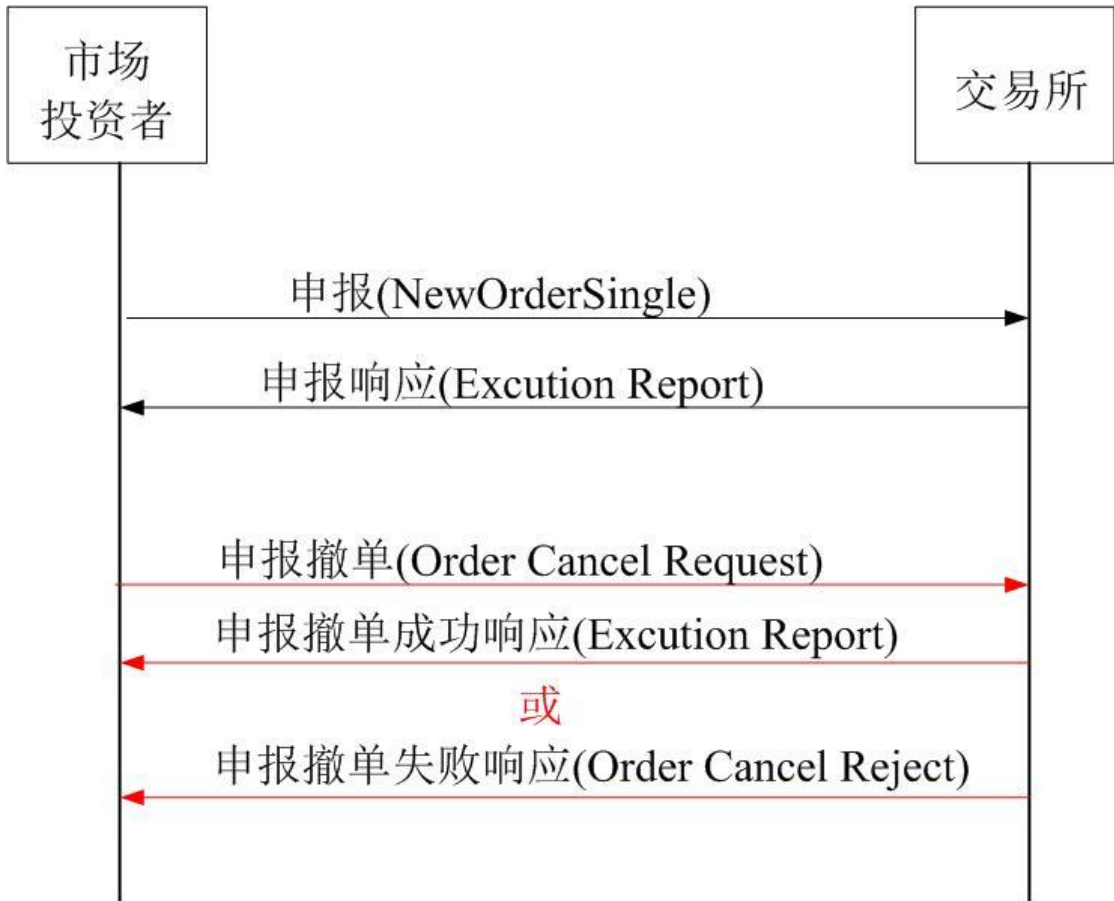 市场
投资者
交易所
申报(NewOrderSingle)
申报响应(Excution Report)
申报撤单(Order Cancel Request)
申报撤单成功响应(Excution Report)
或
申报撤单失败响应(Order Cancel Reject)